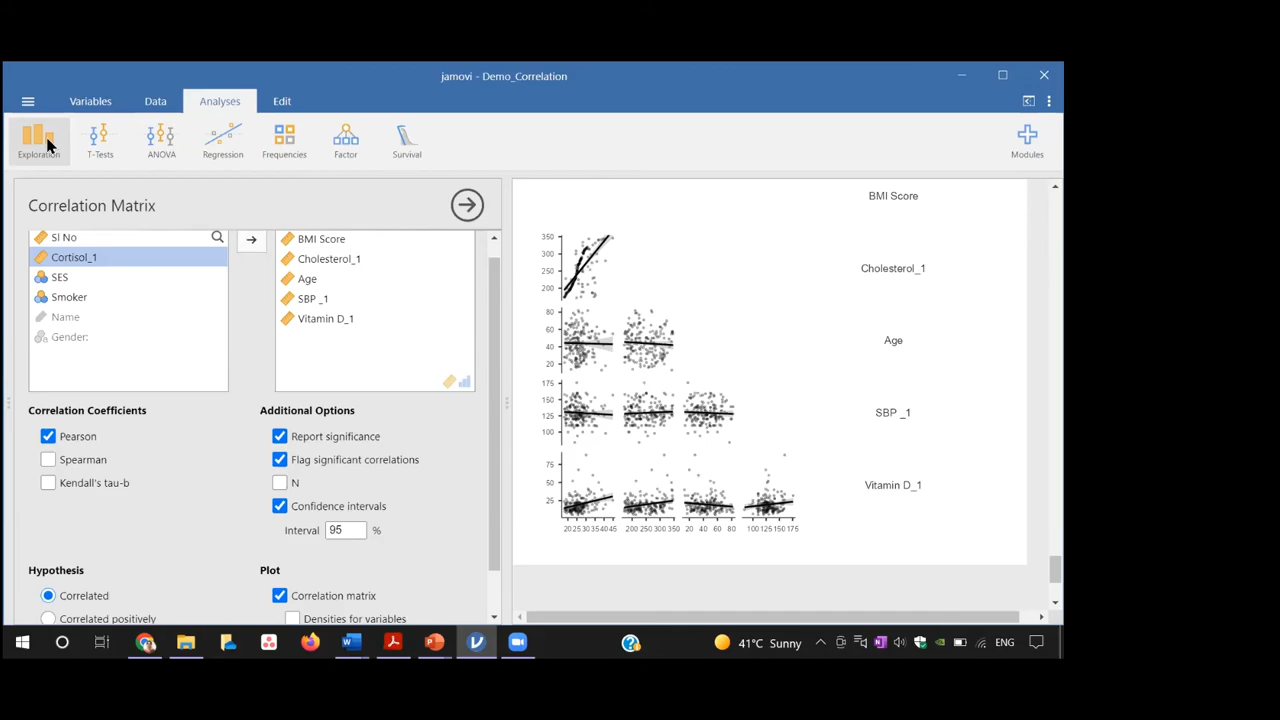 jamovi - Demo_Correlation
Variables
Data
Analyses
Edit
Exploration
T-Tests
ANOVA
Regression
Frequencies
Factor
Survival
Modules
Correlation Matrix
Sl No
Cortisol_1
SES
Smoker
Name
Gender:
BMI Score
Cholesterol_1
Age
SBP _1
Vitamin D_1
Correlation Coefficients
Pearson
Spearman
Kendall's tau-b
Additional Options
Report significance
Flag significant correlations
N
Confidence intervals
Interval 95 %
Hypothesis
Correlated
Correlated positively
Plot
Correlation matrix
Densities for variables
BMI Score
350
300
250
200
Cholesterol_1
80
60
40
20
Age
175
150
125
100
SBP _1
75
50
25
Vitamin D_1
20 25 30 35 40 45
200 250 300 350
20 40 60 80
100 125 150 175
41°C Sunny
ENG